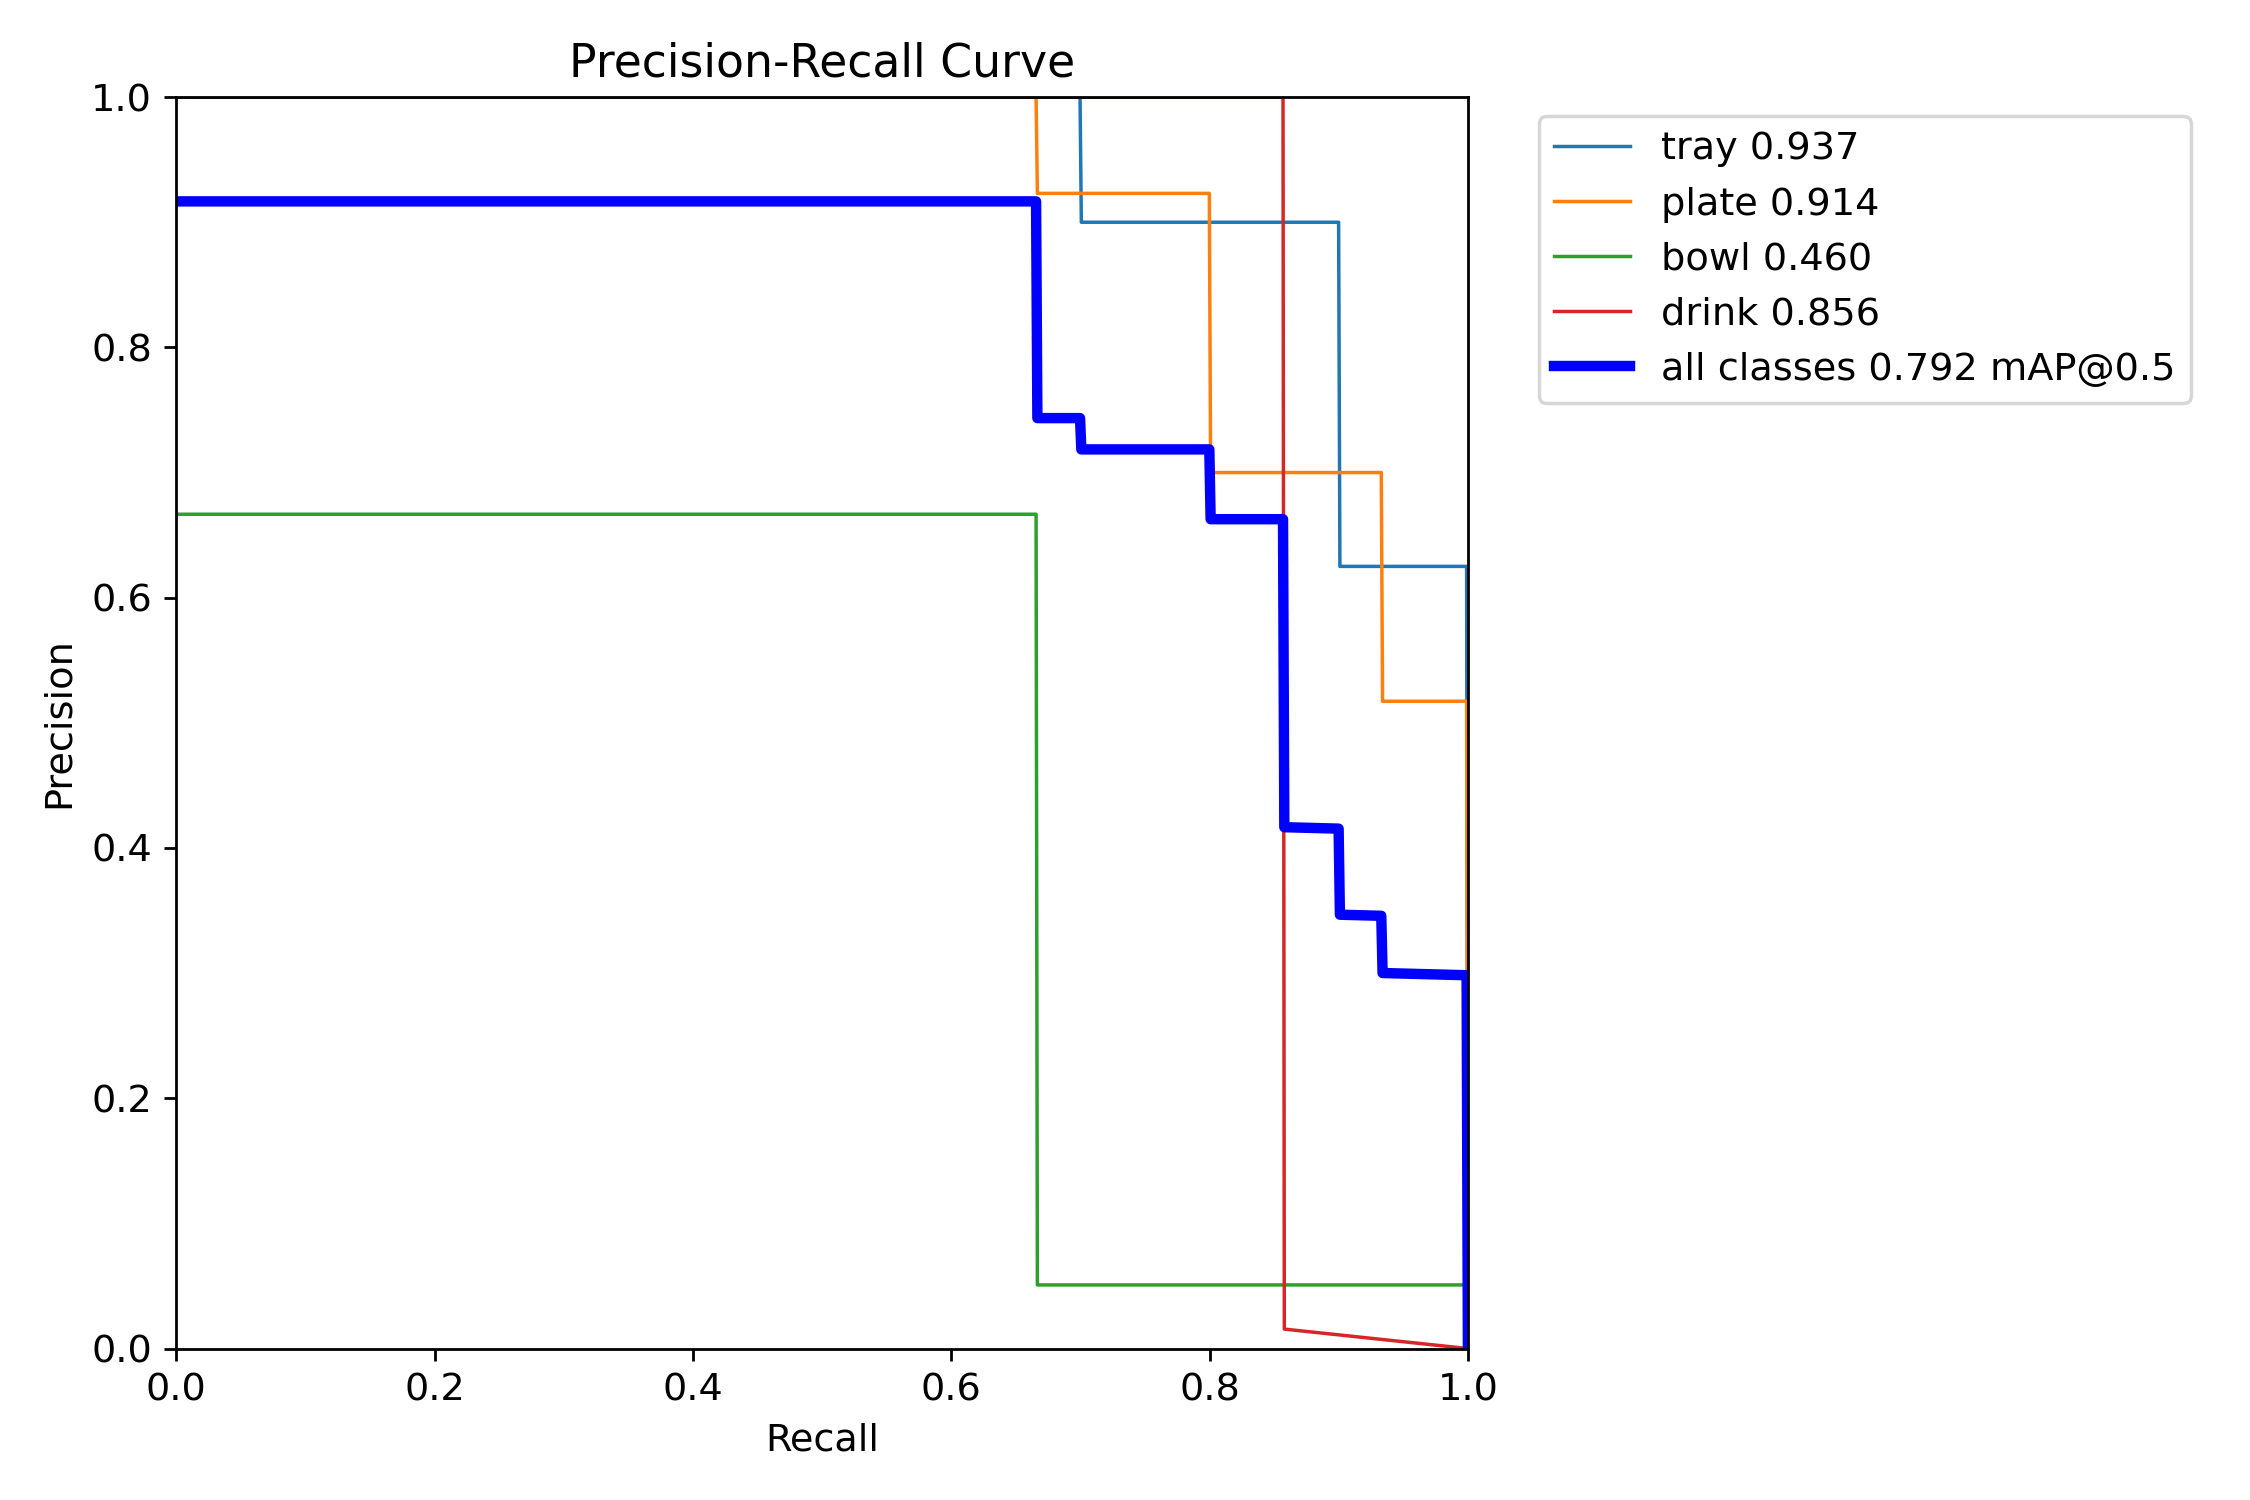 Precision-Recall Curve
1.0
0.8
0.6
0.4
0.2
0.0
Precision
0.0 0.2 0.4 0.6 0.8 1.0
Recall
tray 0.937
plate 0.914
bowl 0.460
drink 0.856
all classes 0.792 mAP@0.5